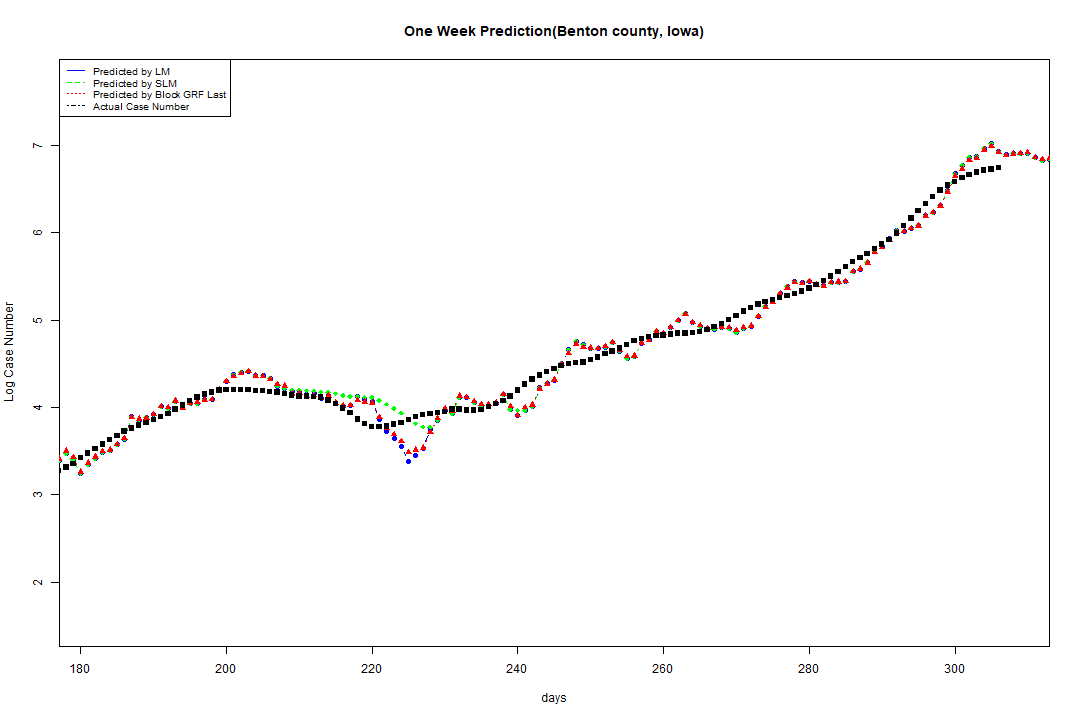 One Week Prediction(Benton county, Iowa)
Predicted by LM
Predicted by SLM
Predicted by Block GRF Last
Actual Case Number
7
6
5
4
3
2
Log Case Number
180 200 220 240 260 280 300
days